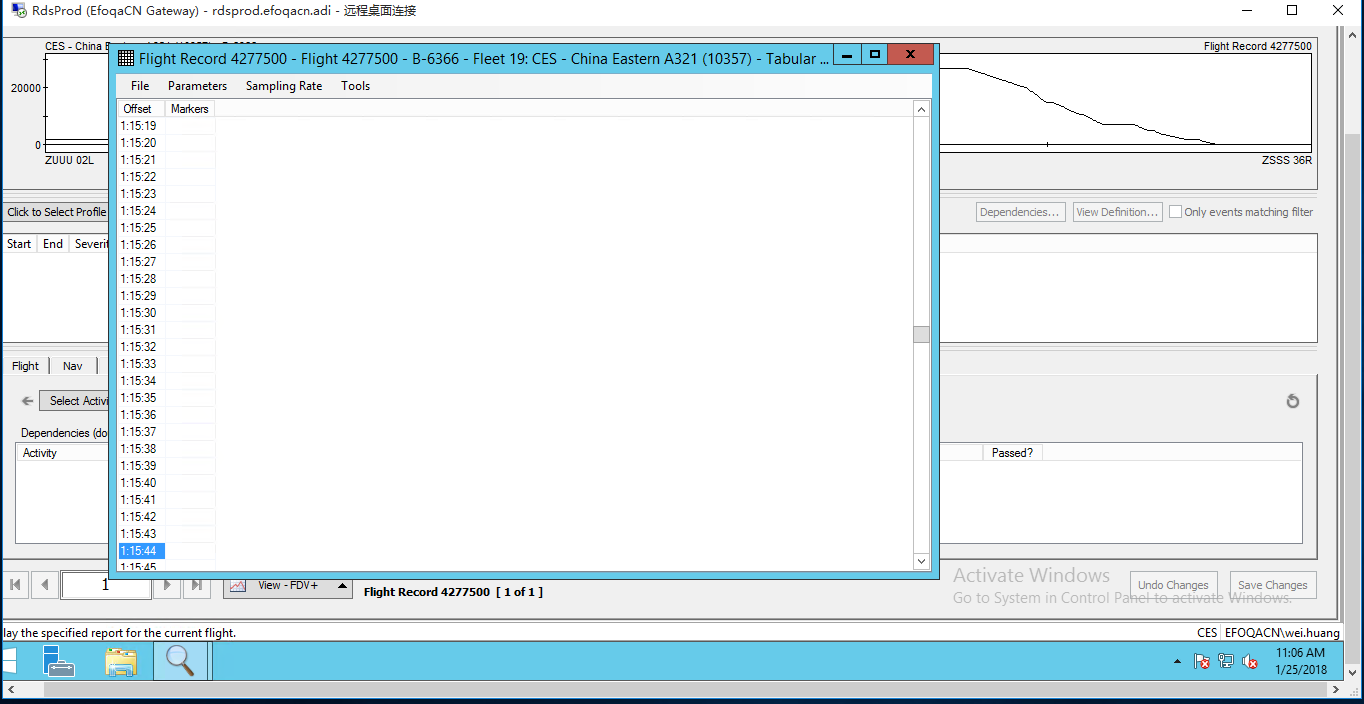 RdsProd (EfoqaCN Gateway) - rdsprod.efoqacn.adi - 远程桌面连接
CES - China
Flight Record 4277500
20000
0
ZUUU 02L
ZSSS 36R
Flight Record 4277500 - Flight 4277500 - B-6366 - Fleet 19: CES - China Eastern A321 (10357) - Tabular ...
File Parameters Sampling Rate Tools
Offset Markers
1:15:19
1:15:20
1:15:21
1:15:22
1:15:23
1:15:24
1:15:25
1:15:26
1:15:27
1:15:28
1:15:29
1:15:30
1:15:31
1:15:32
1:15:33
1:15:34
1:15:35
1:15:36
1:15:37
1:15:38
1:15:39
1:15:40
1:15:41
1:15:42
1:15:43
1:15:44
1:15:45
Click to Select Profile
Dependencies... View Definition... Only events matching filter
Start End Severit
Flight Nav
Select Activi
Dependencies (do
Activity
Passed?
1
View - FDV+
Flight Record 4277500 [ 1 of 1 ]
Undo Changes Save Changes
Activate Windows
Go to System in Control Panel to activate Windows.
lay the specified report for the current flight.
CES EFOQACN\wei.huang
11:06 AM
1/25/2018